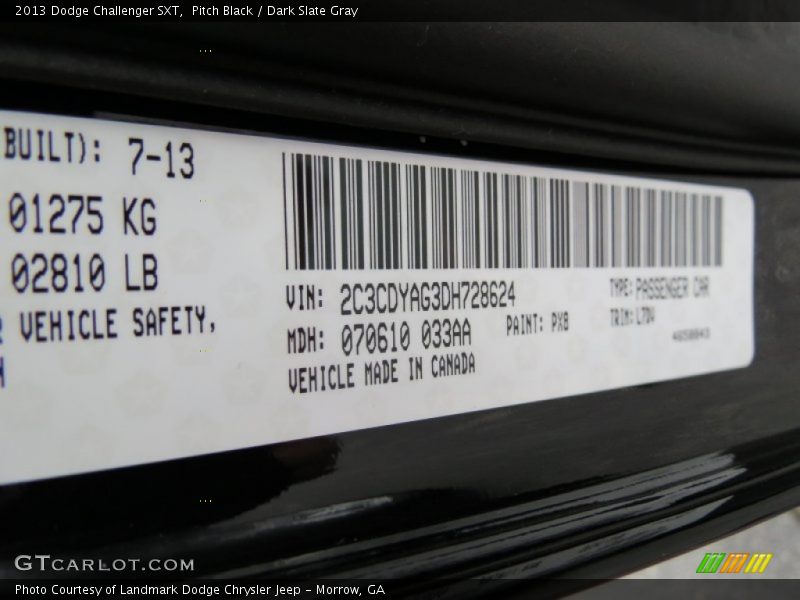 2013 Dodge Challenger SXT, Pitch Black / Dark Slate Gray
BUILT): 7-13
01275 KG
02810 LB
VEHICLE SAFETY,
VIN: 2C3CDYAG3DH728624
TYPE: PASSENGER CAR
MDH: 070610 033AA
PAINT: PX8
TRIM:
VEHICLE MADE IN CANADA
GTCARLOT.COM
Photo Courtesy of Landmark Dodge Chrysler Jeep - Morrow, GA